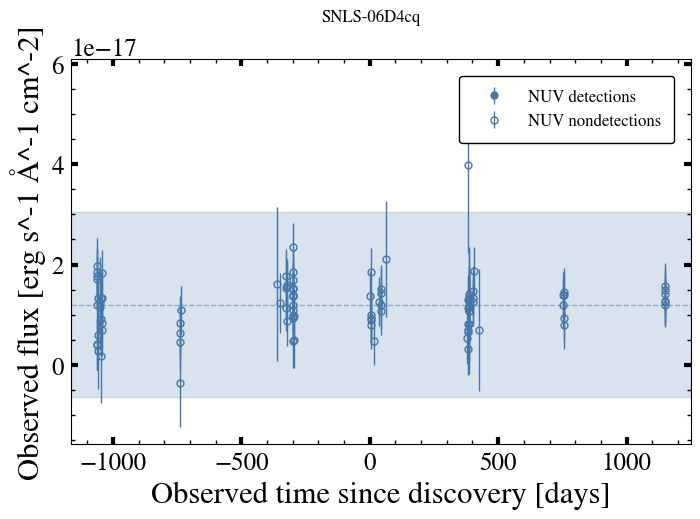 SNLS-06D4cq
1e−17
6
4
2
0
Observed flux [erg s^-1 Å^-1 cm^-2]
NUV detections
NUV nondetections
−1000 −500 0 500 1000
Observed time since discovery [days]